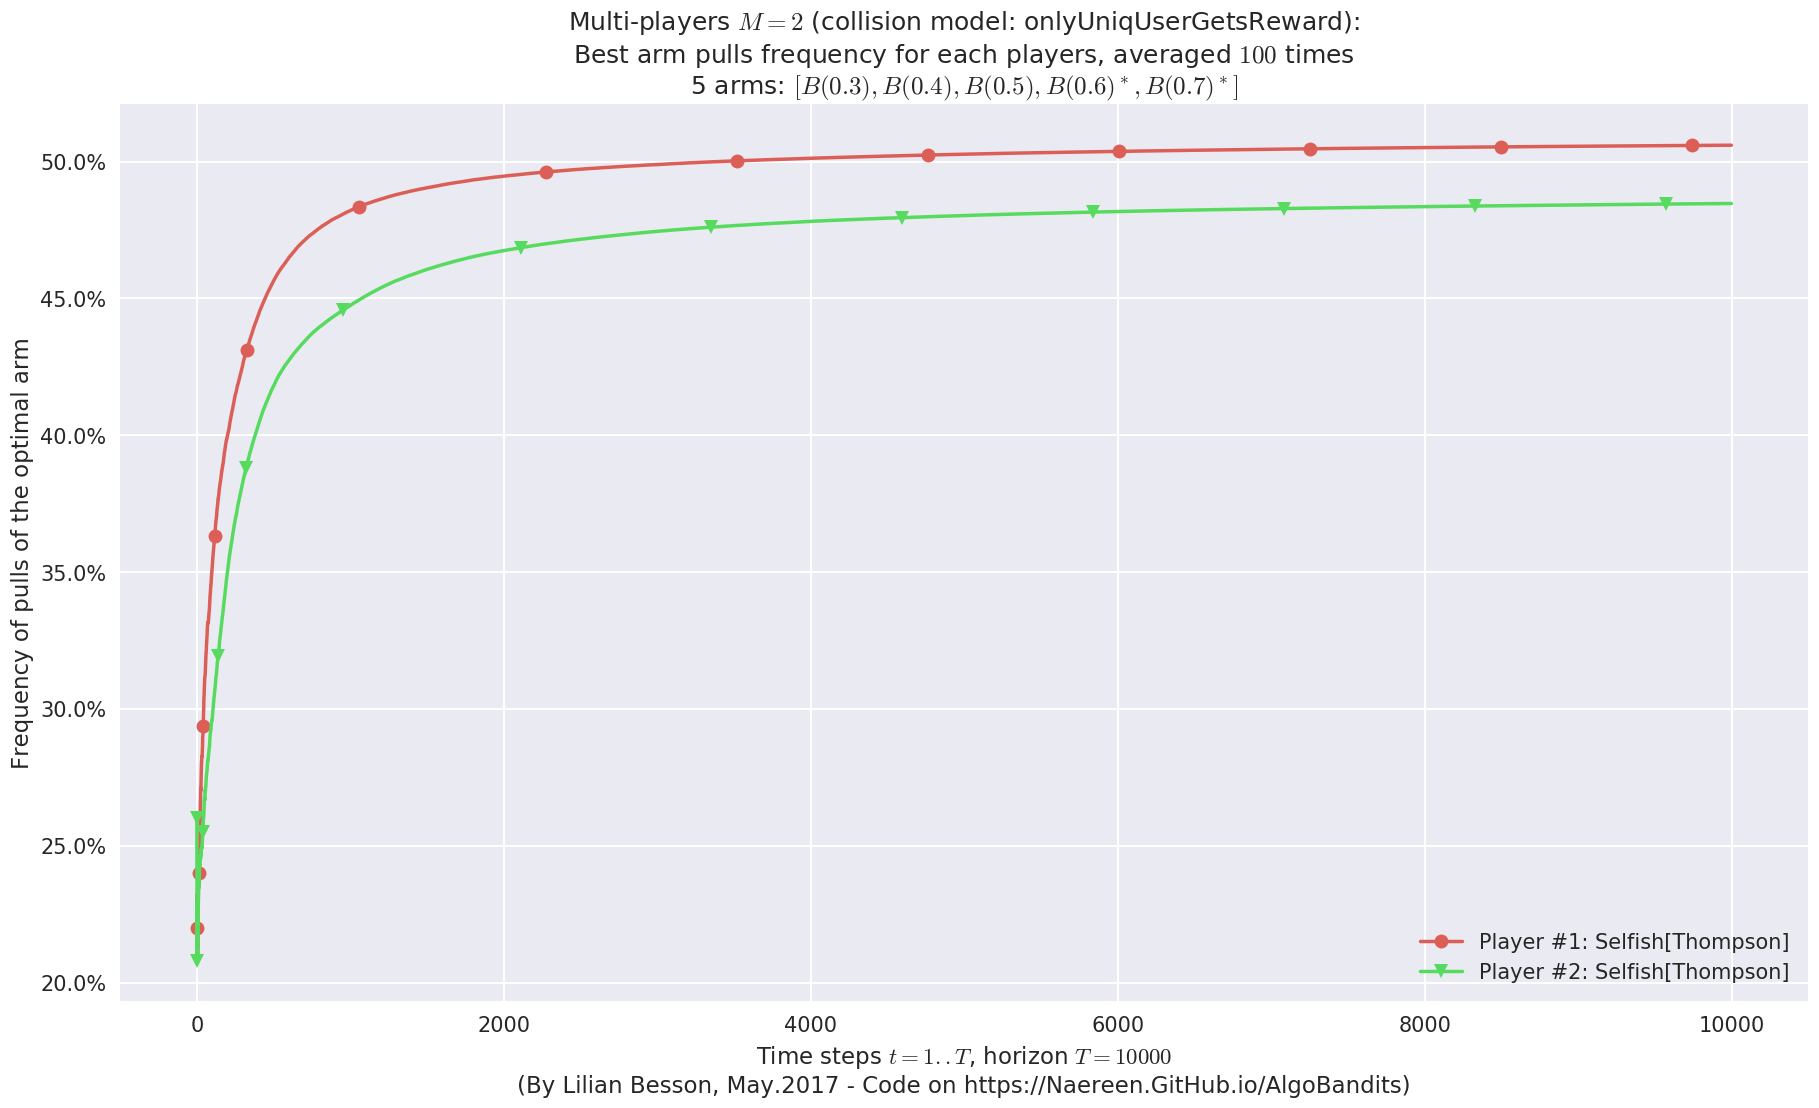 Multi-players M = 2 (collision model: onlyUniqUserGetsReward):
Best arm pulls frequency for each players, averaged 100 times
5 arms: [B(0.3), B(0.4), B(0.5), B(0.6)*, B(0.7)*]
Frequency of pulls of the optimal arm
50.0%
45.0%
40.0%
35.0%
30.0%
25.0%
20.0%
Player #1: Selfish[Thompson]
Player #2: Selfish[Thompson]
0 2000 4000 6000 8000 10000
Time steps t = 1..T, horizon T = 10000
(By Lilian Besson, May.2017 - Code on https://Naereen.GitHub.io/AlgoBandits)